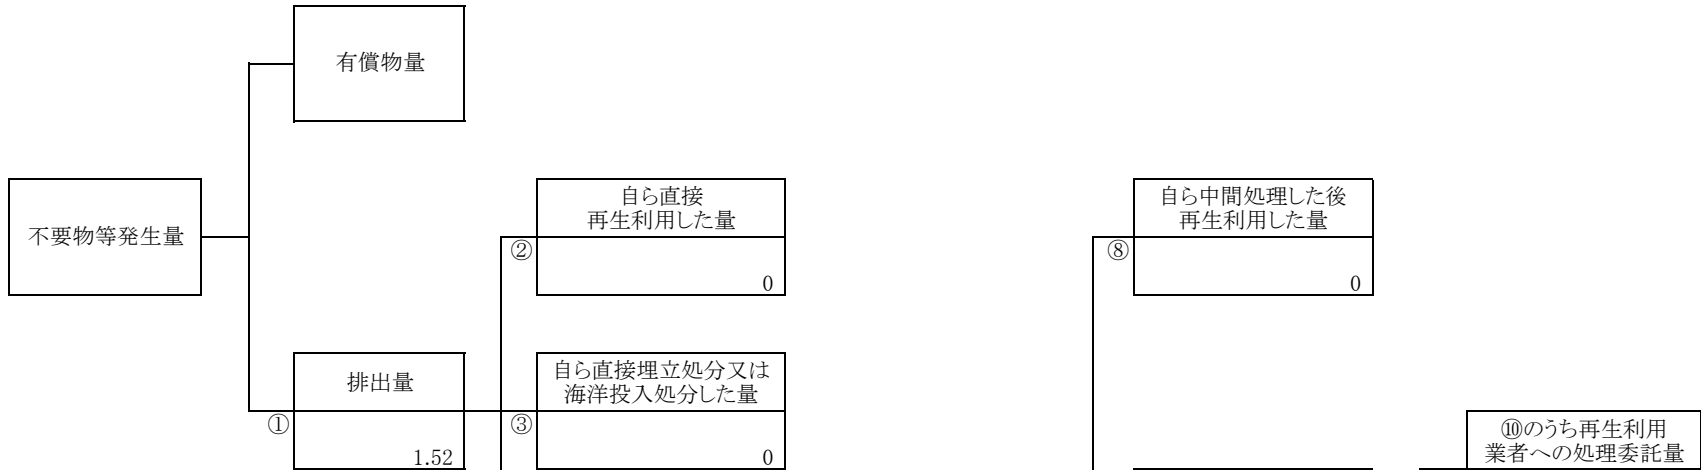 有償物量
不要物等発生量
自ら直接
再生利用した量
②
0
自ら中間処理した後
再生利用した量
⑧
0
排出量
①
1.52
自ら直接埋立処分又は
海洋投入処分した量
③
0
⑩のうち再生利用
業者への処理委託量